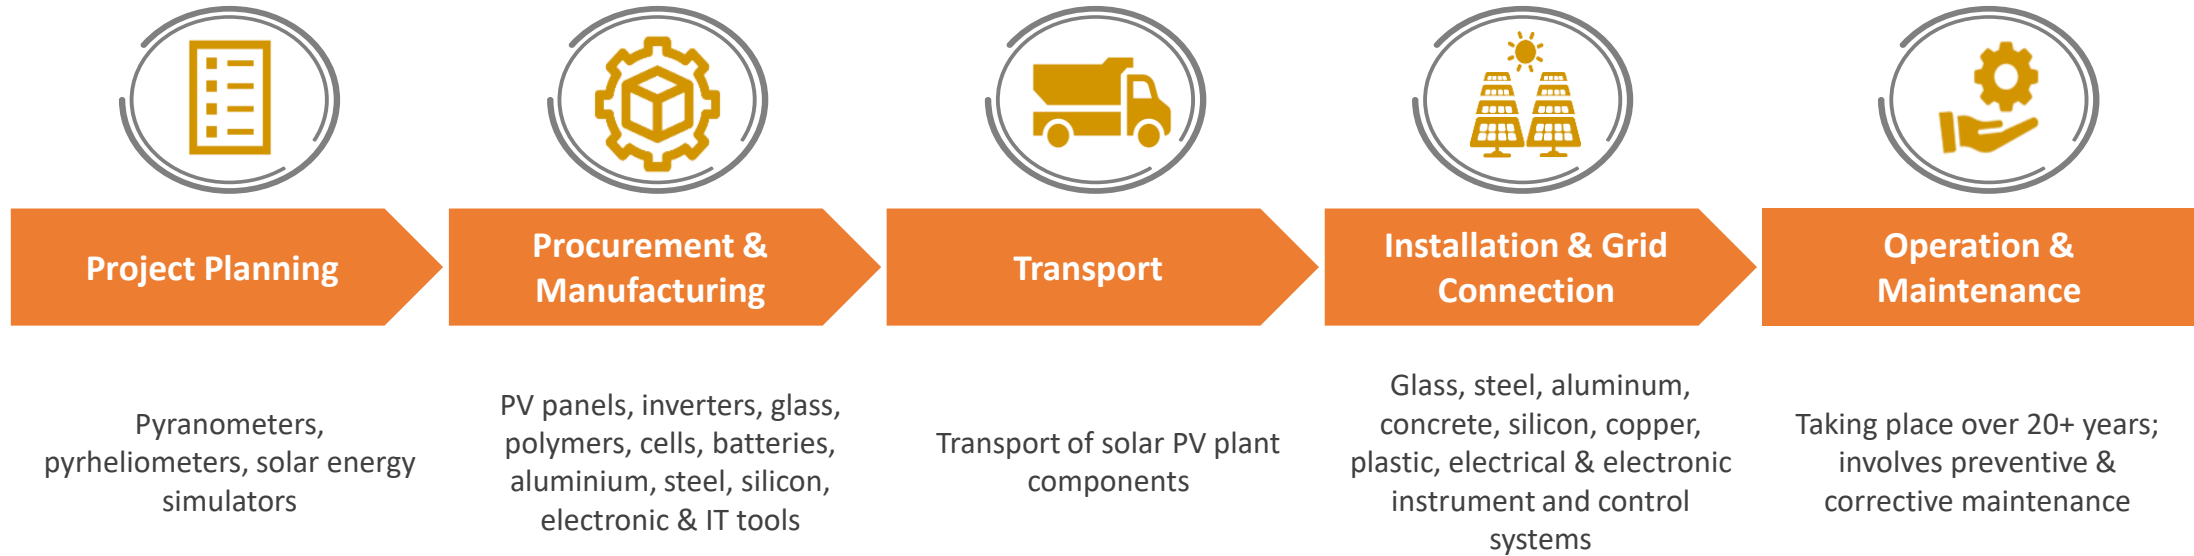 Project Planning
Procurement &
Manufacturing
Transport
Installation & Grid
Connection
Operation &
Maintenance
Pyranometers,
pyrheliometers, solar energy
simulators
PV panels, inverters, glass,
polymers, cells, batteries,
aluminium, steel, silicon,
electronic & IT tools
Transport of solar PV plant
components
Glass, steel, aluminum,
concrete, silicon, copper,
plastic, electrical & electronic
instrument and control
systems
Taking place over 20+ years;
involves preventive &
corrective maintenance